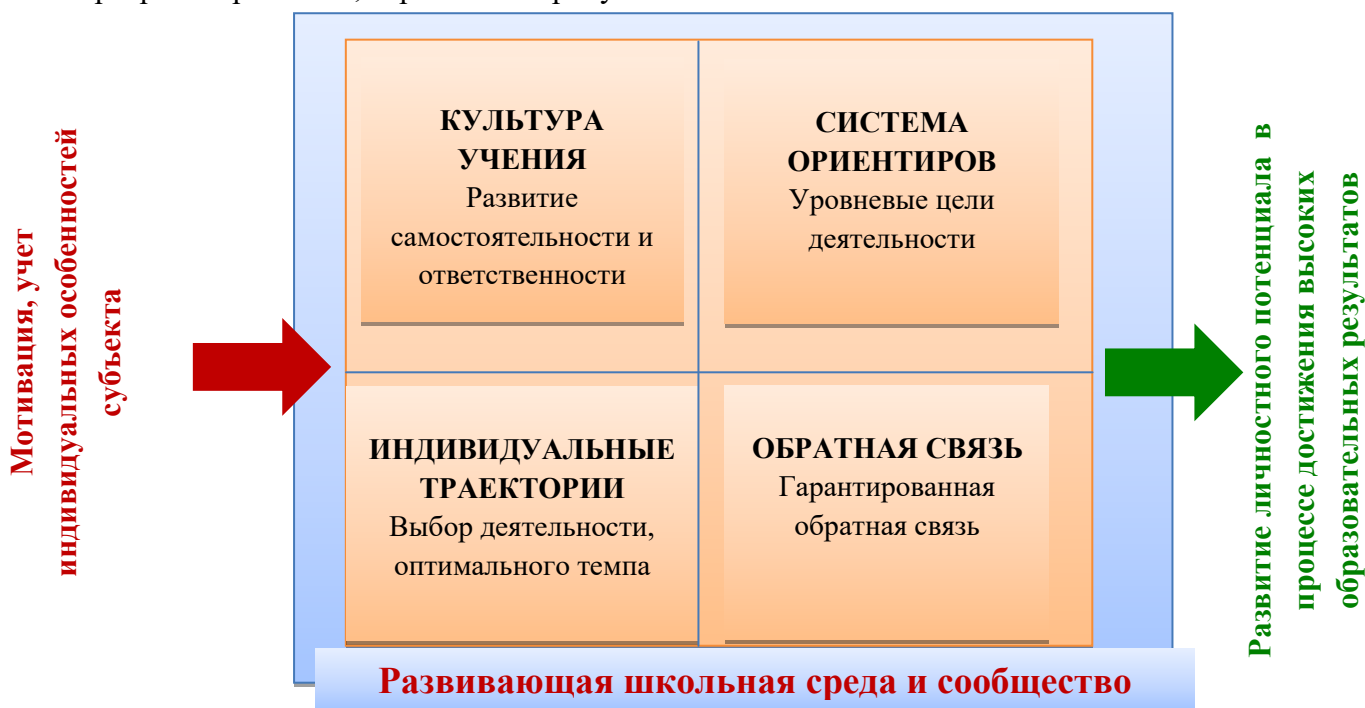 Мотивация, учет
индивидуальных особенностей
субъекта
КУЛЬТУРА
УЧЕНИЯ
Развитие
самостоятельности и
ответственности
СИСТЕМА
ОРИЕНТИРОВ
Уровневые цели
деятельности
ИНДИВИДУАЛЬНЫЕ
ТРАЕКТОРИИ
Выбор деятельности,
оптимального темпа
ОБРАТНАЯ СВЯЗЬ
Гарантированная
обратная связь
Развитие личностного потенциала в
процессе достижения высоких
образовательных результатов
Развивающая школьная среда и сообщество